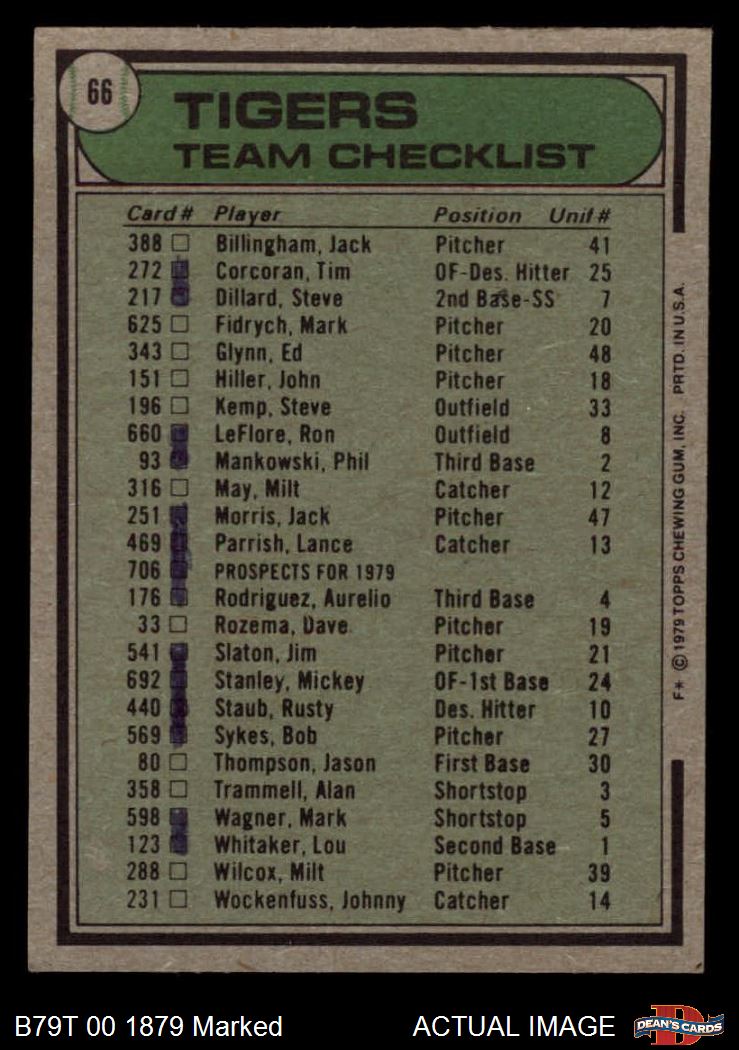 66
TIGERS
TEAM CHECKLIST
Card # Player Position Unif #
388 Billingham, Jack Pitcher 41
272 Corcoran, Tim OF-Des. Hitter 25
217 Dillard, Steve 2nd Base-SS 7
625 Fidrych, Mark Pitcher 20
343 Glynn, Ed Pitcher 48
151 Hiller, John Pitcher 18
196 Kemp, Steve Outfield 33
660 LeFlore, Ron Outfield 8
93 Mankowski, Phil Third Base 2
316 May, Milt Catcher 12
251 Morris, Jack Pitcher 47
469 Parrish, Lance Catcher 13
706 PROSPECTS FOR 1979
176 Rodriguez, Aurelio Third Base 4
33 Rozema, Dave Pitcher 19
541 Slaton, Jim Pitcher 21
692 Stanley, Mickey OF-1st Base 24
440 Staub, Rusty Des. Hitter 10
569 Sykes, Bob Pitcher 27
80 Thompson, Jason First Base 30
358 Trammell, Alan Shortstop 3
598 Wagner, Mark Shortstop 5
123 Whitaker, Lou Second Base 1
288 Wilcox, Milt Pitcher 39
231 Wockenfuss, Johnny Catcher 14
F* © 1979 TOPPS CHEWING GUM, INC. PRTD. IN U.S.A.
B79T 00 1879 Marked ACTUAL IMAGE
D
DEAN'S CARDS